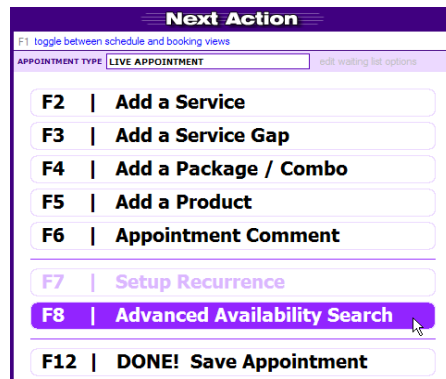 Next Action
F1 toggle between schedule and booking views
APPOINTMENT TYPE LIVE APPOINTMENT edit waiting list options
F2 | Add a Service
F3 | Add a Service Gap
F4 | Add a Package / Combo
F5 | Add a Product
F6 | Appointment Comment
F7 | Setup Recurrence
F8 | Advanced Availability Search
F12 | DONE! Save Appointment